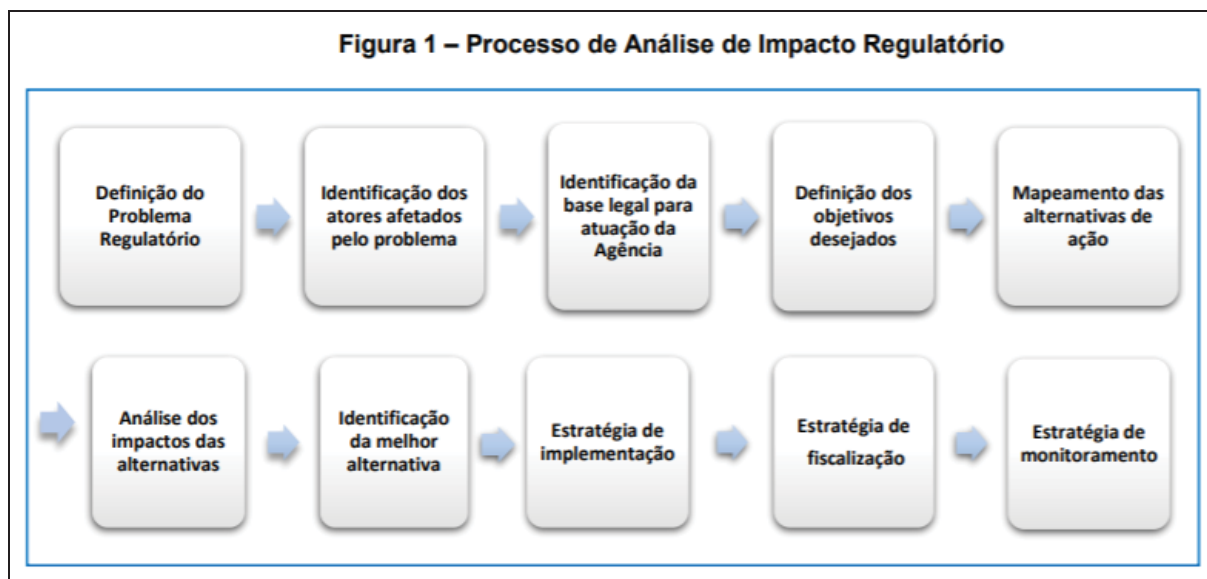 Figura 1 – Processo de Análise de Impacto Regulatório
Definição do
Problema
Regulatório
Identificação dos
atores afetados
pelo problema
Identificação da
base legal para
atuação da
Agência
Definição dos
objetivos
desejados
Mapeamento das
alternativas de
ação
Análise dos
impactos das
alternativas
Identificação
da melhor
alternativa
Estratégia de
implementação
Estratégia de
fiscalização
Estratégia de
monitoramento